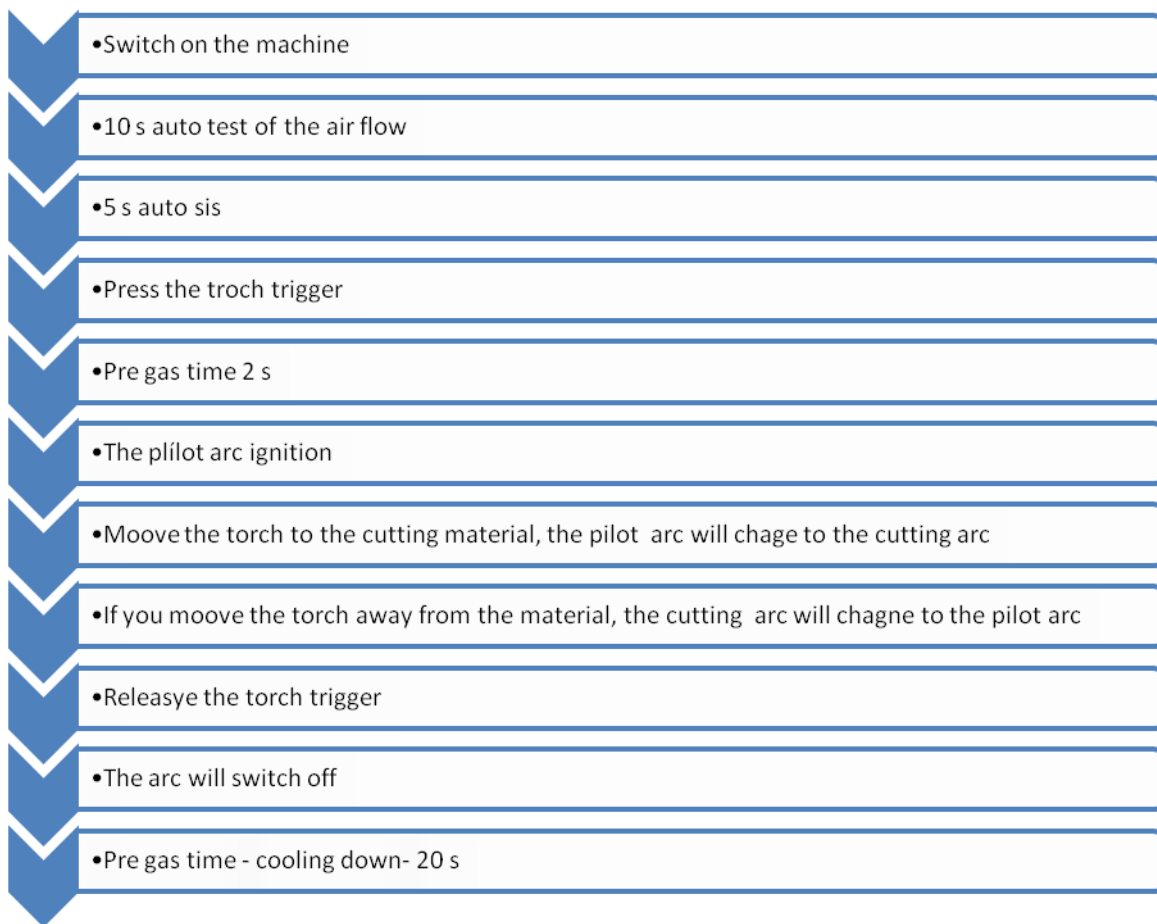 •Switch on the machine
•10 s auto test of the air flow
•5 s auto sis
•Press the troch trigger
•Pre gas time 2 s
•The plílot arc ignition
•Moove the torch to the cutting material, the pilot arc will chage to the cutting arc
•If you moove the torch away from the material, the cutting arc will chagne to the pilot arc
•Releasye the torch trigger
•The arc will switch off
•Pre gas time - cooling down- 20 s